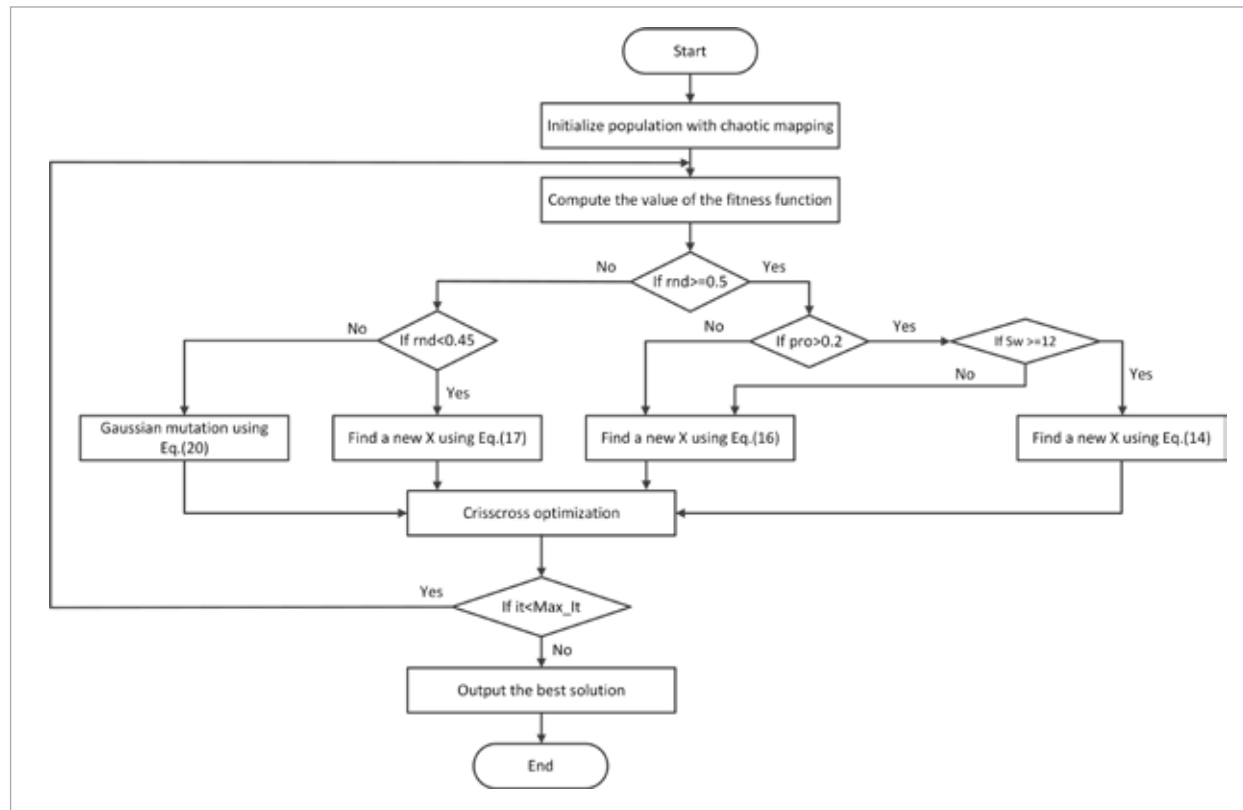 Start
Initialize population with chaotic mapping
Compute the value of the fitness function
No
Yes
If rnd>=0.5
No
If rnd<0.45
No
If pro>0.2
Yes
If Sw >=12
Yes
No
Yes
Gaussian mutation using
Eq.(20)
Find a new X using Eq.(17)
Find a new X using Eq.(16)
Find a new X using Eq.(14)
Crisscross optimization
Yes
If it<Max_It
No
Output the best solution
End